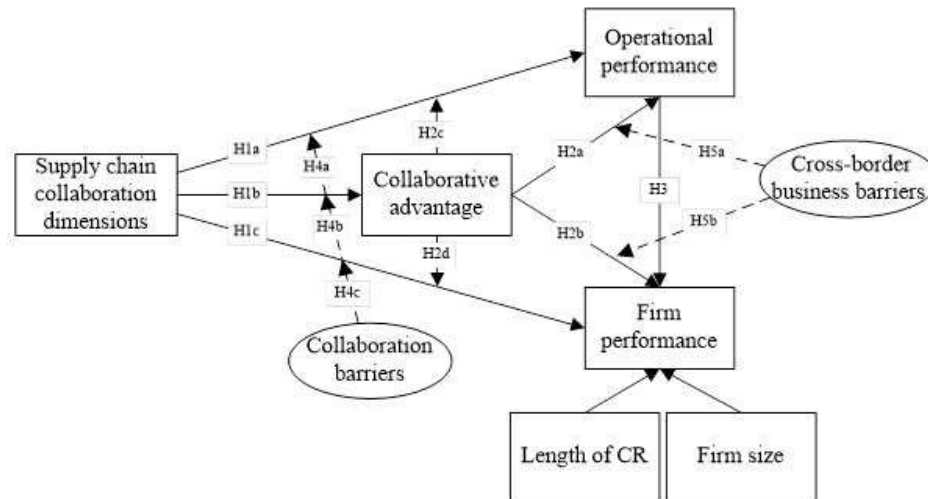 Operational
performance
H1a
H2c
H4a
H2a
H5a
Supply chain
collaboration
dimensions
H1b
Collaborative
advantage
H3
Cross-border
business barriers
H4b
H1c
H2d
H2b
H5b
H4c
Firm
performance
Collaboration
barriers
Length of CR
Firm size